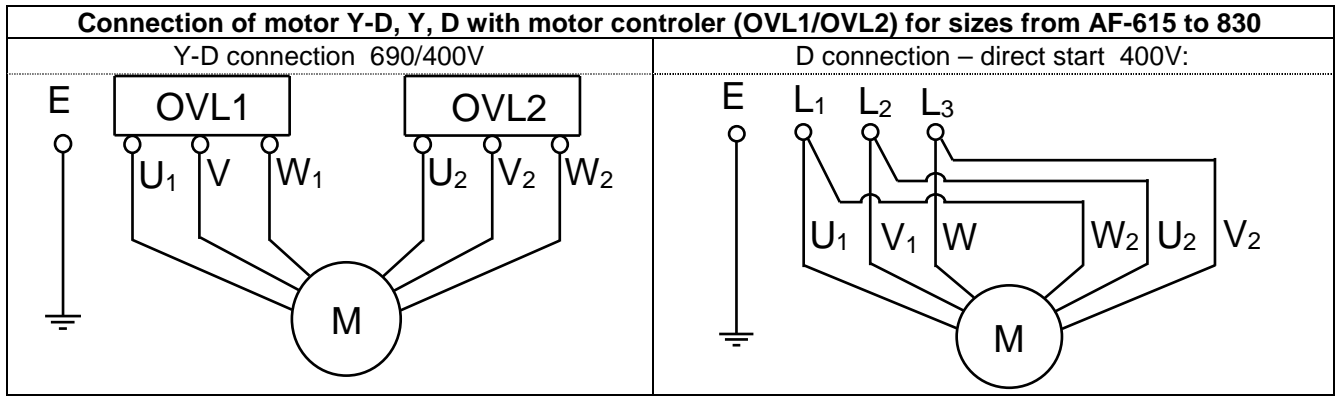 Connection of motor Y-D, Y, D with motor controler (OVL1/OVL2) for sizes from AF-615 to 830
Y-D connection 690/400V
E
OVL1
OVL2
U1 V W1
U2 V2 W2
M
D connection – direct start 400V:
E L1 L2 L3
U1 V1 W
W2 U2 V2
M